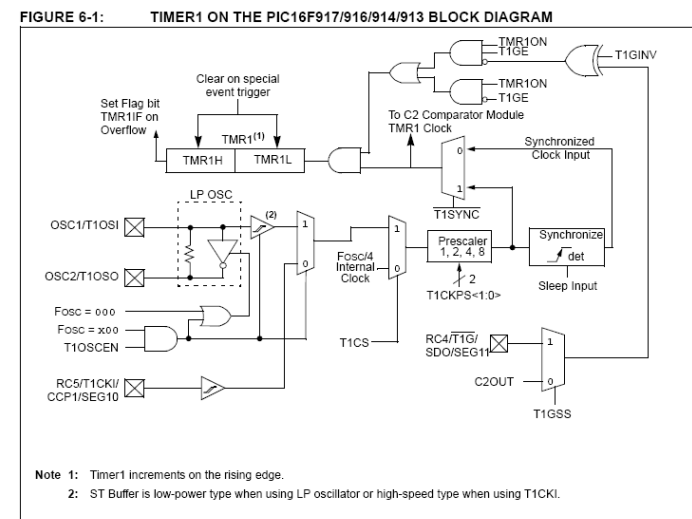 FIGURE 6-1: TIMER1 ON THE PIC16F917/916/914/913 BLOCK DIAGRAM
TMR1ON
T1GE
T1GINV
Clear on special
event trigger
TMR1ON
T1GE
Set Flag bit
TMR1IF on
Overflow
To C2 Comparator Module
TMR1 Clock
TMR1(1)
Synchronized
Clock Input
0
TMR1H
TMR1L
1
LP OSC
T1SYNC
(2)
OSC1/T1OSI
1
1
Prescaler
1, 2, 4, 8
Synchronize
det
FOSC/4
Internal
Clock
0
0
OSC2/T1OSO
2
Sleep Input
T1CKPS<1:0>
FOSC = 000
FOSC = x00
T1OSCEN
T1CS
RC4/T1G/
SDO/SEG11
1
RC5/T1CKI/
CCP1/SEG10
C2OUT
0
T1GSS
Note 1: Timer1 increments on the rising edge.
2: ST Buffer is low-power type when using LP oscillator or high-speed type when using T1CKI.